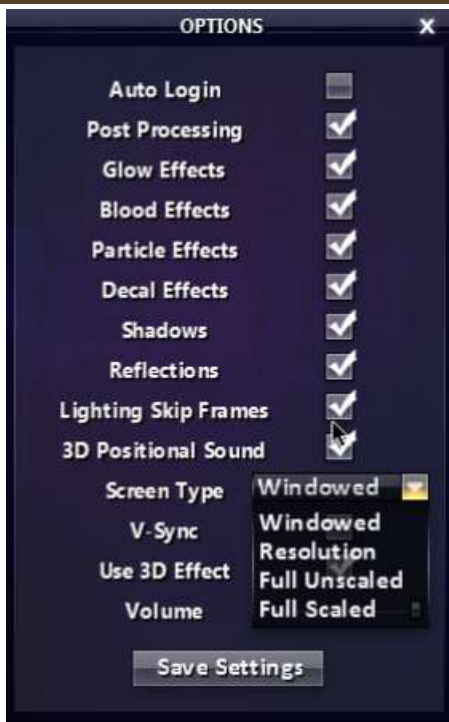 OPTIONS X
Auto Login
Post Processing
Glow Effects
Blood Effects
Particle Effects
Decal Effects
Shadows
Reflections
Lighting Skip Frames
3D Positional Sound
Screen Type Windowed
V-Sync Windowed
Resolution
Use 3D Effect Full Unscaled
Volume Full Scaled
Save Settings